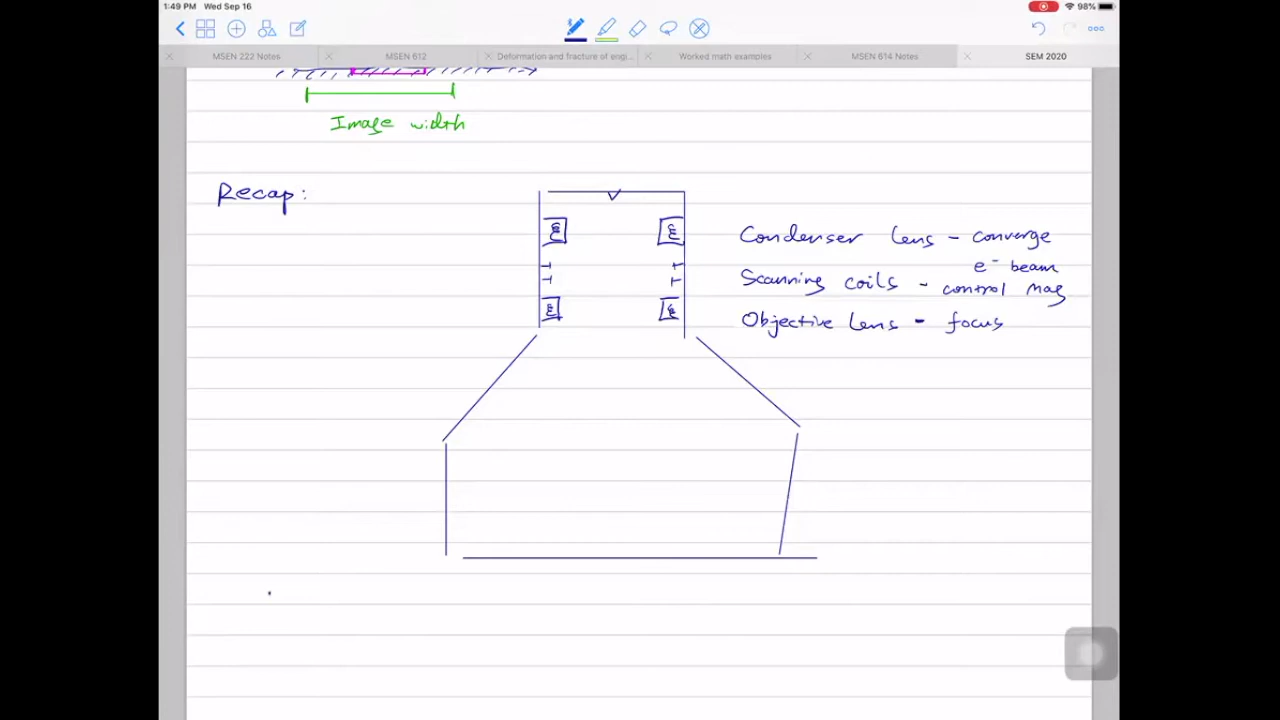 1:49 PM Wed Sep 16
98%
MSEN 222 Notes
MSEN 612
Deformation and fracture of engi...
Worked math examples
MSEN 614 Notes
SEM 2020
Image width
Recap:
Condenser lens - converge
e⁻ beam
Scanning coils - control mag
Objective lens - focus